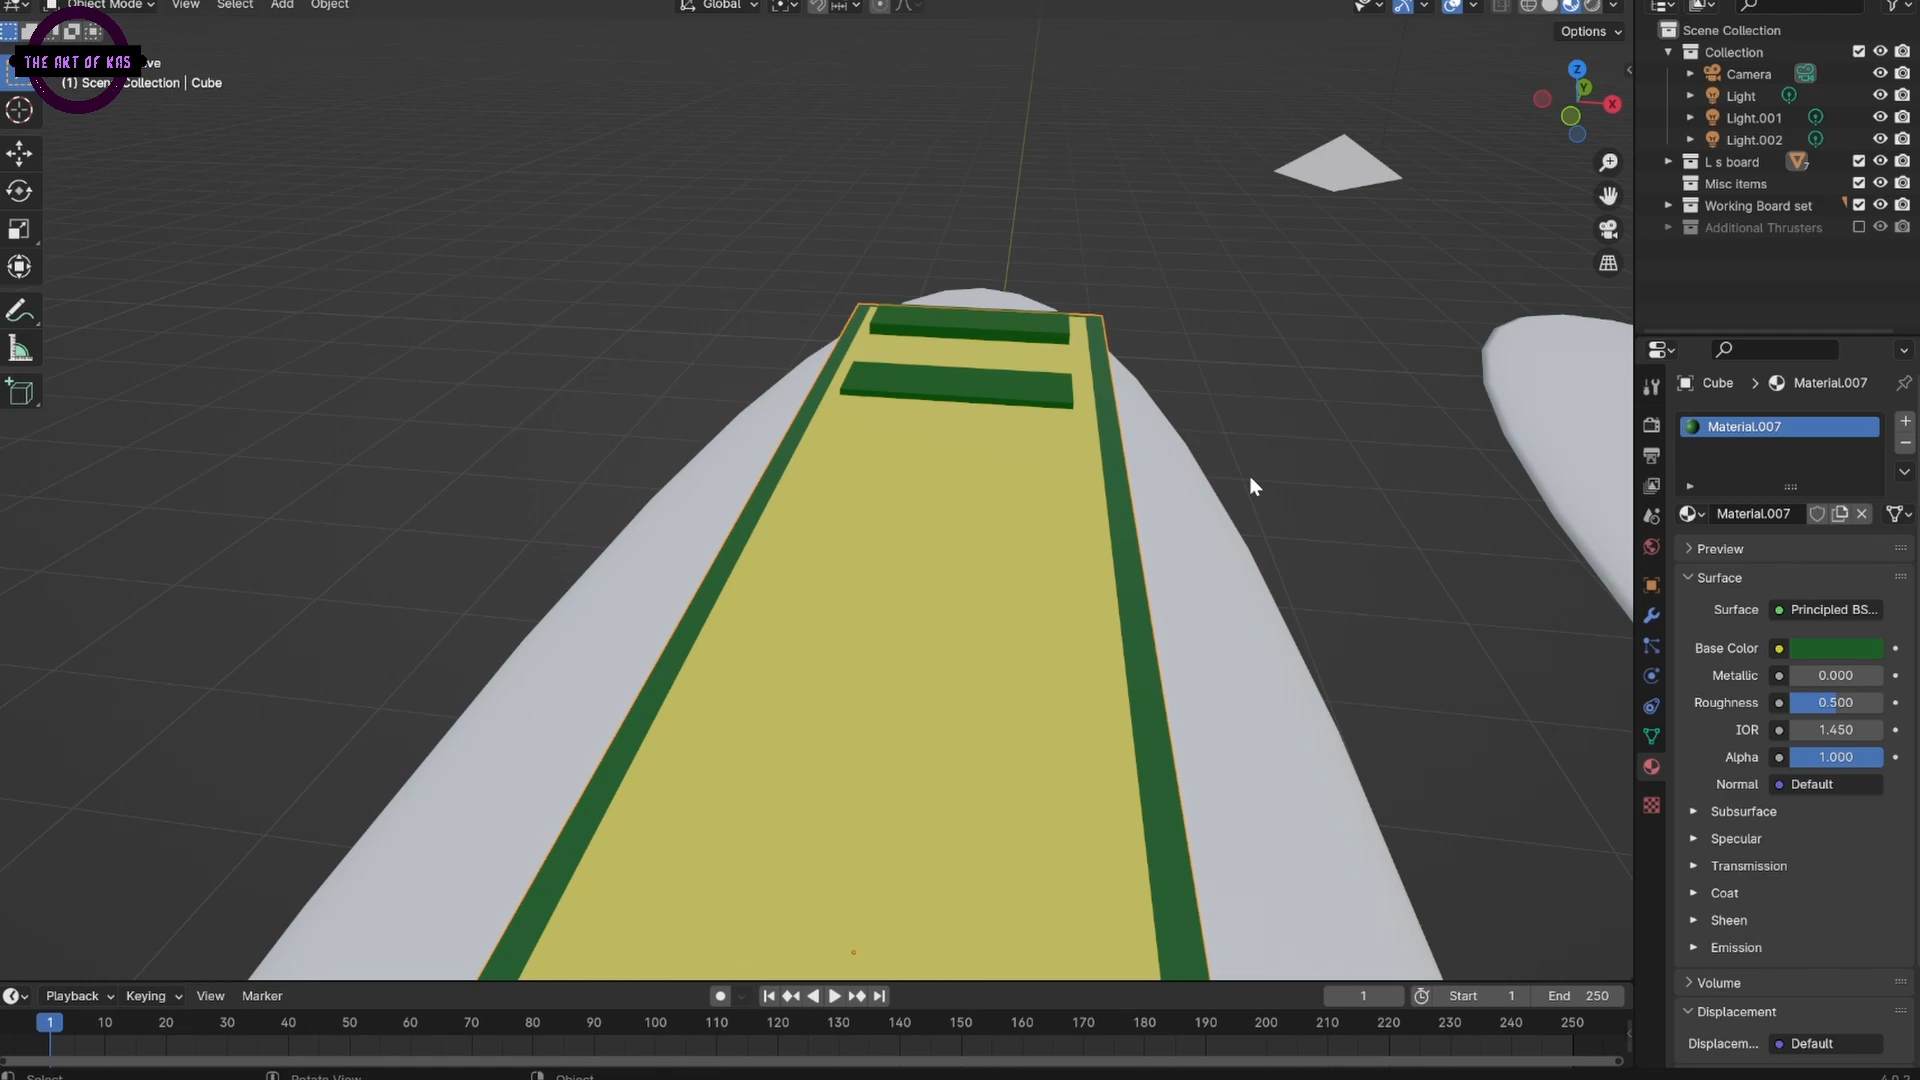 Object Mode View Select Add Object Global
Options
THE ART OF KAS
(1) Scene Collection | Cube
Scene Collection
Collection
Camera
Light
Light.001
Light.002
L s board
Misc items
Working Board set
Additional Thrusters
Z
Y
X
Cube > Material.007
Material.007
Material.007
Preview
Surface
Surface Principled BS...
Base Color
Metallic 0.000
Roughness 0.500
IOR 1.450
Alpha 1.000
Normal Default
Subsurface
Specular
Transmission
Coat
Sheen
Emission
Volume
Displacement
Displacem... Default
Playback Keying View Marker 1 Start 1 End 250
1 10 20 30 40 50 60 70 80 90 100 110 120 130 140 150 160 170 180 190 200 210 220 230 240 250
Select Rotate View Object